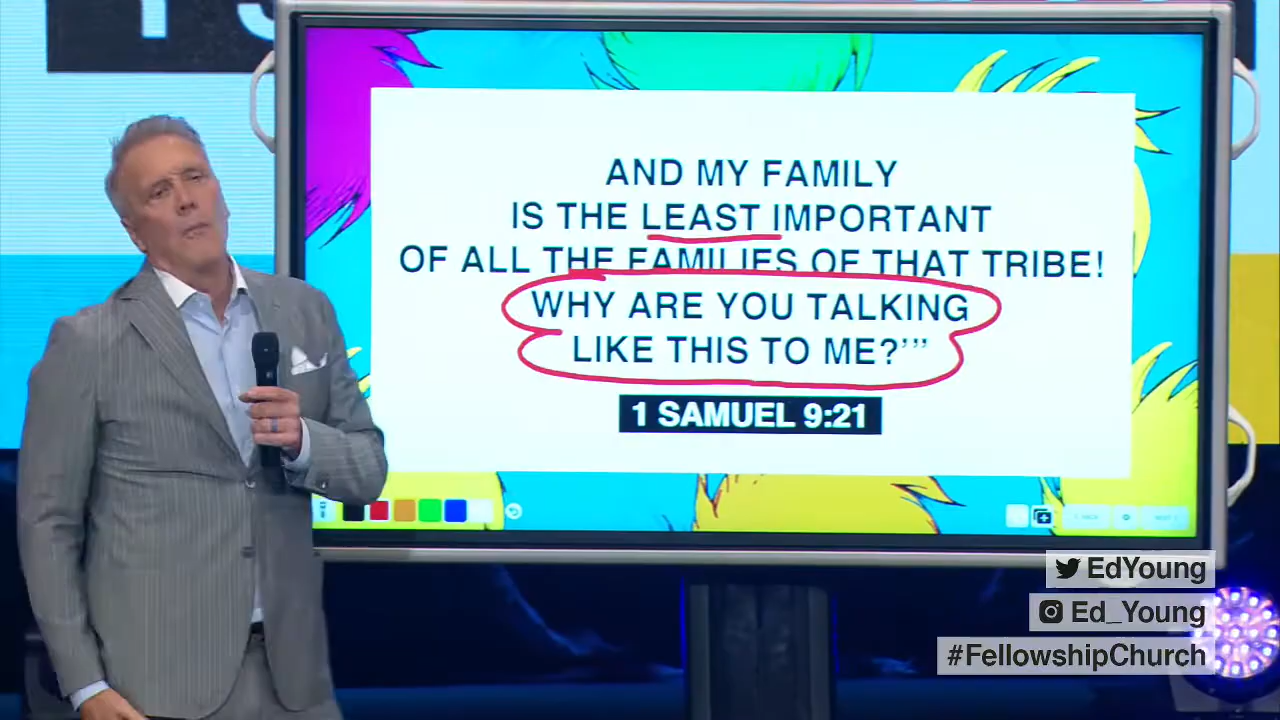 AND MY FAMILY
IS THE LEAST IMPORTANT
OF ALL THE FAMILIES OF THAT TRIBE!
WHY ARE YOU TALKING
LIKE THIS TO ME?'"
1 SAMUEL 9:21
EdYoung
Ed_Young
#FellowshipChurch